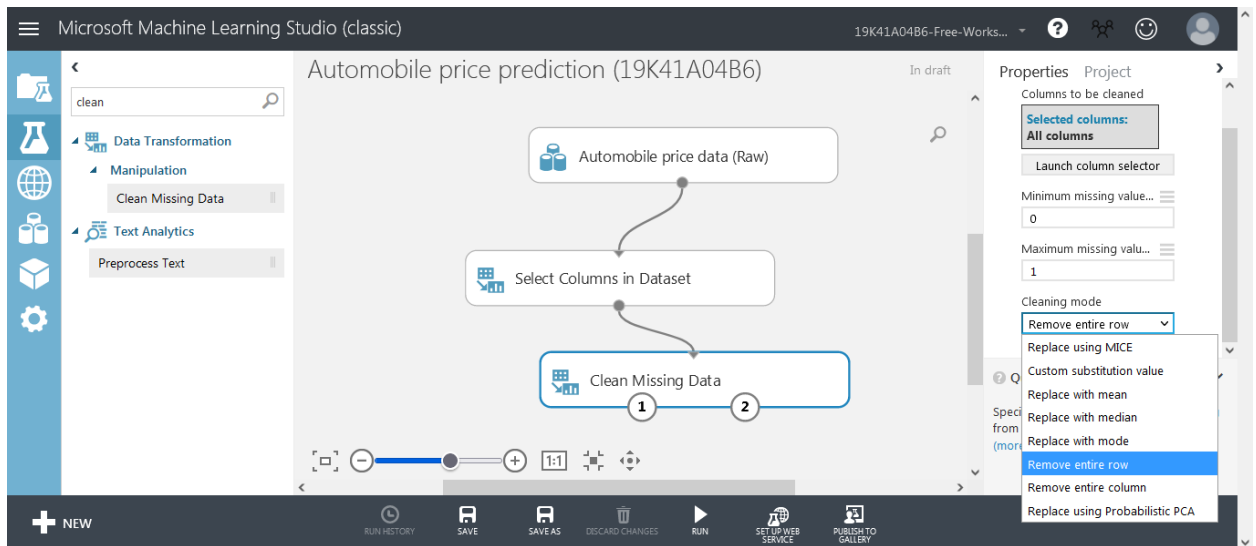 Microsoft Machine Learning Studio (classic)
19K41A04B6-Free-Works...
?
clean
Data Transformation
Manipulation
Clean Missing Data
Text Analytics
Preprocess Text
Automobile price prediction (19K41A04B6)
In draft
Automobile price data (Raw)
Select Columns in Dataset
Clean Missing Data
1
2
1:1
Properties Project
Columns to be cleaned
Selected columns:
All columns
Launch column selector
Minimum missing value...
0
Maximum missing valu...
1
Cleaning mode
Remove entire row
Replace using MICE
Custom substitution value
Replace with mean
Replace with median
Replace with mode
Remove entire row
Remove entire column
Replace using Probabilistic PCA
from
NEW
RUN HISTORY
SAVE
SAVE AS
DISCARD CHANGES
RUN
SET UP WEB
SERVICE
PUBLISH TO
GALLERY